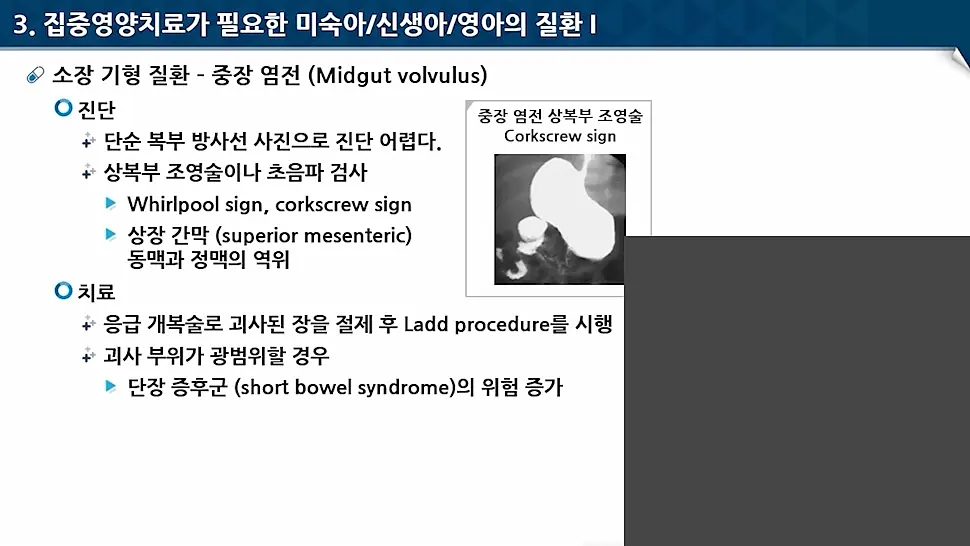 3. 집중영양치료가 필요한 미숙아/신생아/영아의 질환 I
소장 기형 질환 - 중장 염전 (Midgut volvulus)
진단
단순 복부 방사선 사진으로 진단 어렵다.
상복부 조영술이나 초음파 검사
Whirlpool sign, corkscrew sign
상장 간막 (superior mesenteric)
동맥과 정맥의 역위
중장 염전 상복부 조영술
Corkscrew sign
치료
응급 개복술로 괴사된 장을 절제 후 Ladd procedure를 시행
괴사 부위가 광범위할 경우
단장 증후군 (short bowel syndrome)의 위험 증가